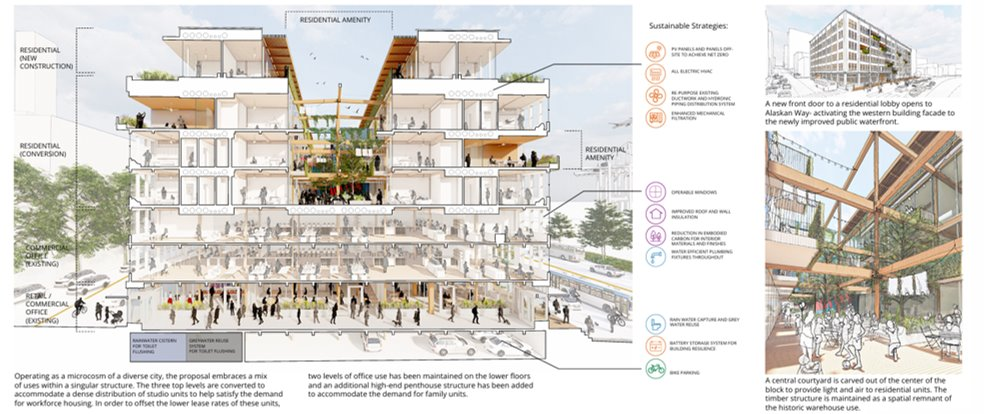 RESIDENTIAL AMENITY
RESIDENTIAL
(NEW
CONSTRUCTION)
RESIDENTIAL
(CONVERSION)
COMMERCIAL
OFFICE
(EXISTING)
RETAIL /
COMMERCIAL
OFFICE
(EXISTING)
RESIDENTIAL
AMENITY
RAINWATER CISTERN
FOR TOILET
FLUSHING
GREYWATER REUSE
SYSTEM
FOR TOILET FLUSHING
Operating as a microcosm of a diverse city, the proposal embraces a mix
of uses within a singular structure. The three top levels are converted to
accommodate a dense distribution of studio units to help satisfy the demand
for workforce housing. In order to offset the lower lease rates of these units,
two levels of office use has been maintained on the lower floors
and an additional high-end penthouse structure has been added
to accommodate the demand for family units.
Sustainable Strategies:
PV PANELS AND PANELS OFF-
SITE TO ACHIEVE NET ZERO
ALL ELECTRIC HVAC
RE-PURPOSE EXISTING
DUCTWORK AND HYDRONIC
PIPING DISTRIBUTION SYSTEM
ENHANCED MECHANICAL
FILTRATION
OPERABLE WINDOWS
IMPROVED ROOF AND WALL
INSULATION
REDUCTION IN EMBODIED
CARBON FOR INTERIOR
MATERIALS AND FINISHES
WATER EFFICIENT PLUMBING
FIXTURES THROUGHOUT
RAIN WATER CAPTURE AND GREY
WATER REUSE
BATTERY STORAGE SYSTEM FOR
BUILDING RESILIENCE
BIKE PARKING
A new front door to a residential lobby opens to
Alaskan Way- activating the western building facade to
the newly improved public waterfront.
A central courtyard is carved out of the center of the
block to provide light and air to residential units. The
timber structure is maintained as a spatial remnant of
the historic warehouse use.